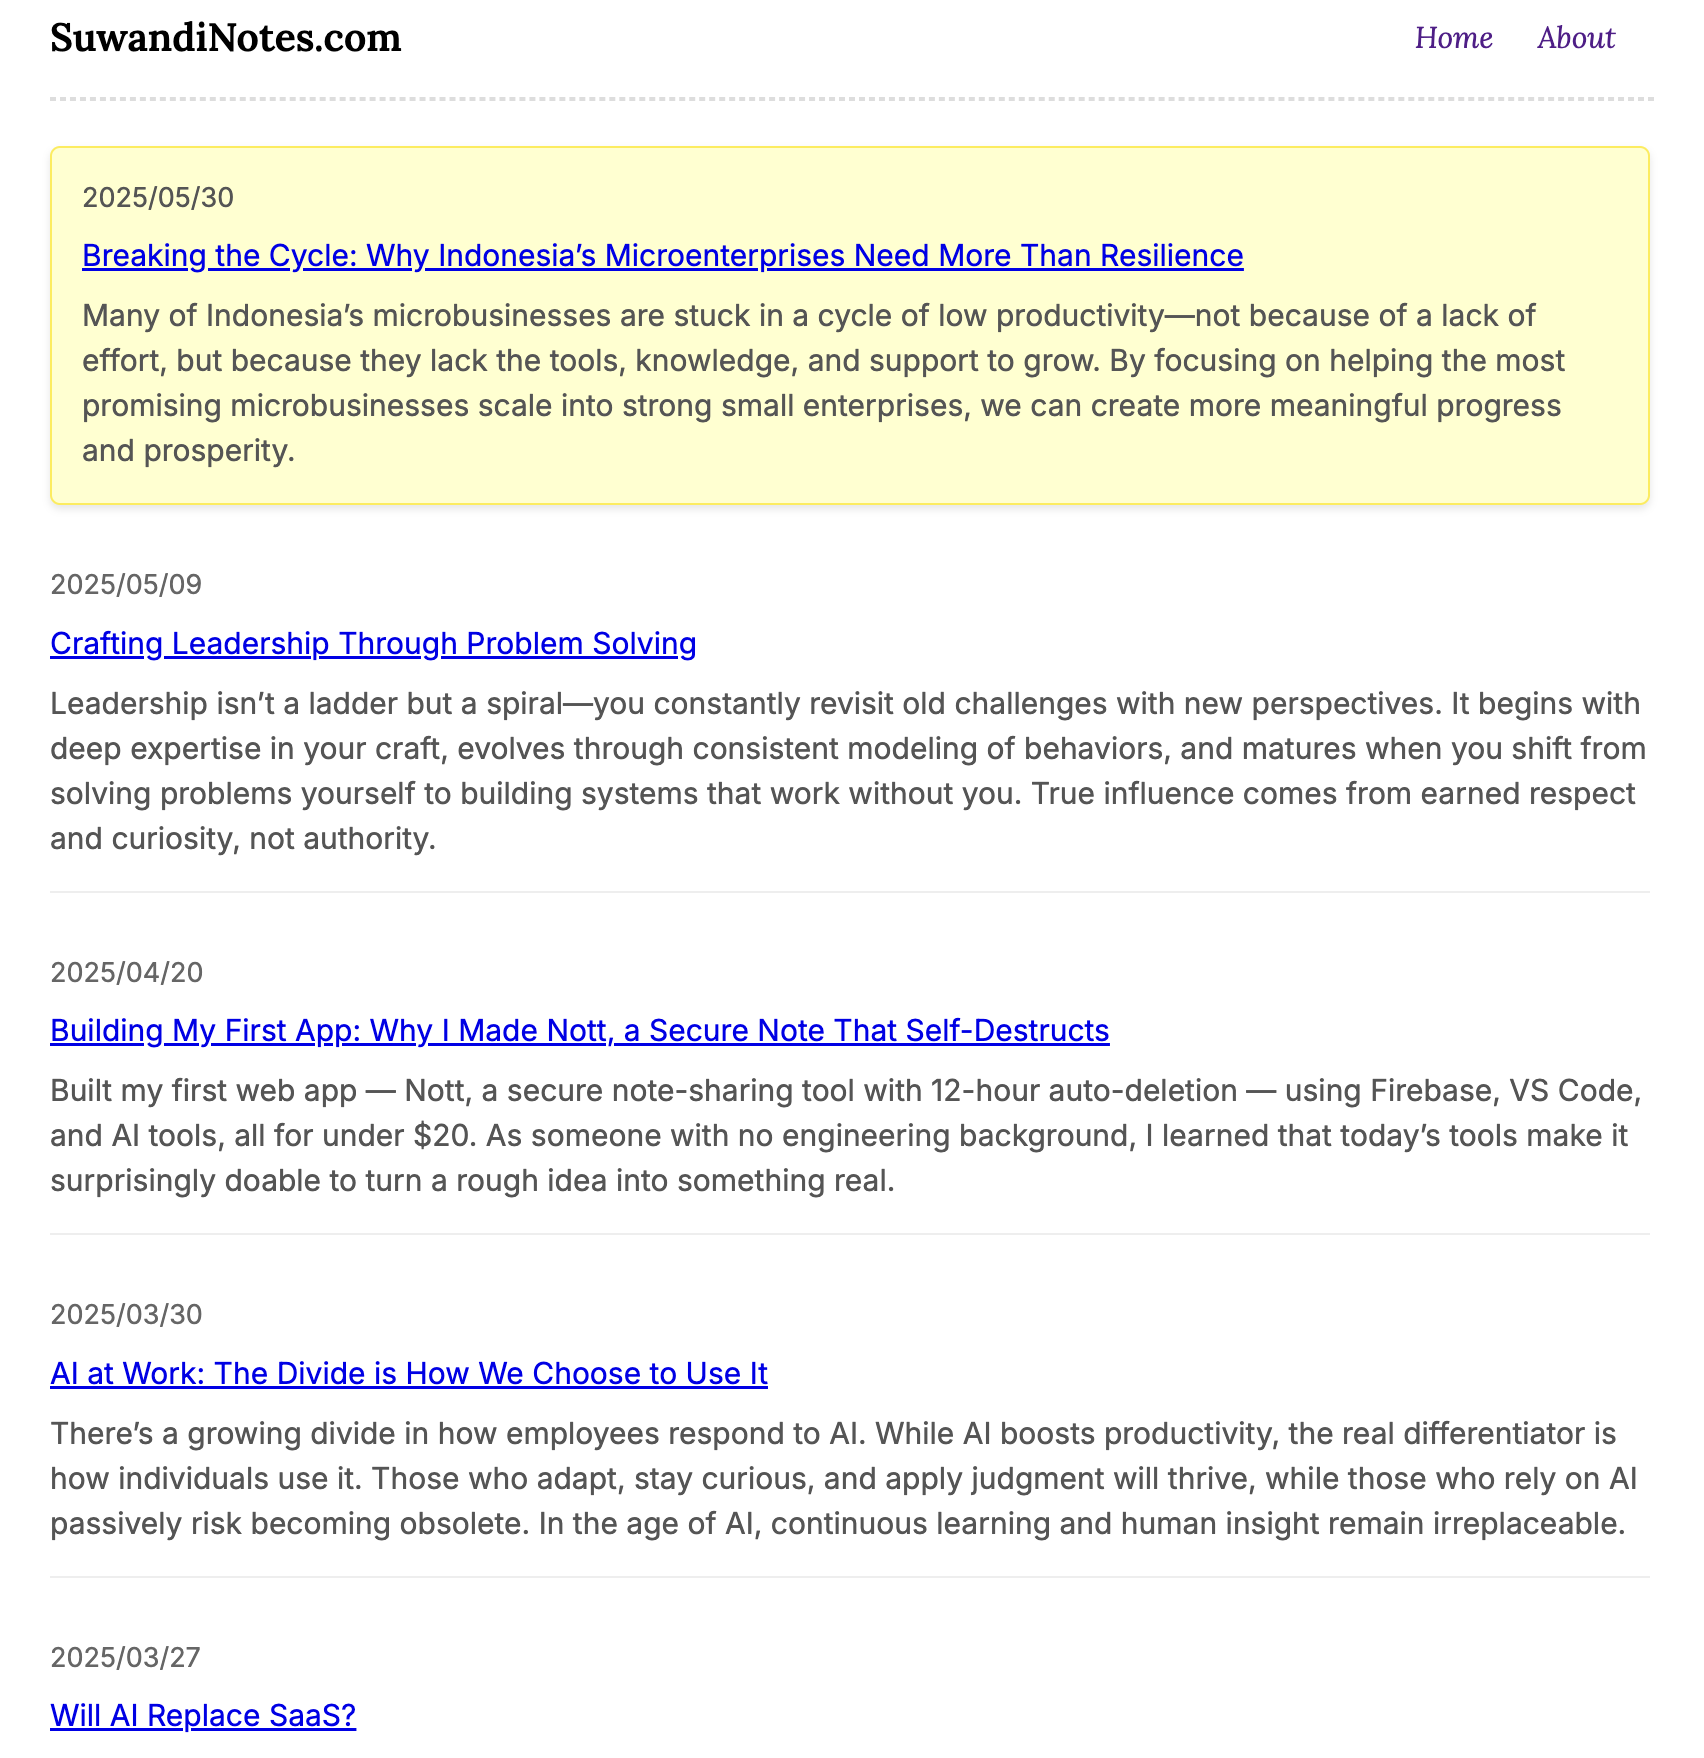 SuwandiNotes.com
Home About
2025/05/30
Breaking the Cycle: Why Indonesia’s Microenterprises Need More Than Resilience
Many of Indonesia’s microbusinesses are stuck in a cycle of low productivity—not because of a lack of
effort, but because they lack the tools, knowledge, and support to grow. By focusing on helping the most
promising microbusinesses scale into strong small enterprises, we can create more meaningful progress
and prosperity.
2025/05/09
Crafting Leadership Through Problem Solving
Leadership isn’t a ladder but a spiral—you constantly revisit old challenges with new perspectives. It begins with
deep expertise in your craft, evolves through consistent modeling of behaviors, and matures when you shift from
solving problems yourself to building systems that work without you. True influence comes from earned respect
and curiosity, not authority.
2025/04/20
Building My First App: Why I Made Nott, a Secure Note That Self-Destructs
Built my first web app — Nott, a secure note-sharing tool with 12-hour auto-deletion — using Firebase, VS Code,
and AI tools, all for under $20. As someone with no engineering background, I learned that today’s tools make it
surprisingly doable to turn a rough idea into something real.
2025/03/30
AI at Work: The Divide is How We Choose to Use It
There’s a growing divide in how employees respond to AI. While AI boosts productivity, the real differentiator is
how individuals use it. Those who adapt, stay curious, and apply judgment will thrive, while those who rely on AI
passively risk becoming obsolete. In the age of AI, continuous learning and human insight remain irreplaceable.
2025/03/27
Will AI Replace SaaS?